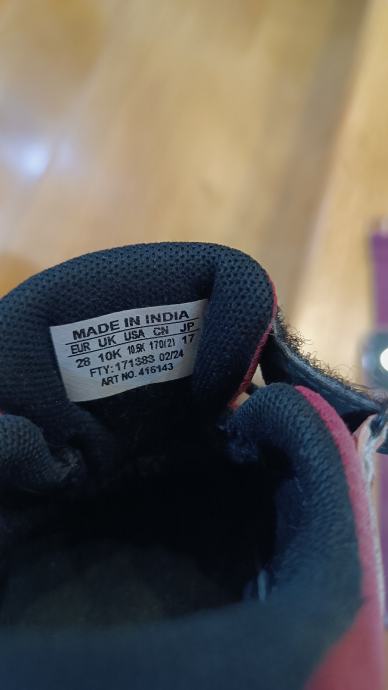 MADE IN INDIA
EUR UK USA CN JP
28 10K 10.5K 170(2) 17
FTY:171383 02/24
ART NO. 416143